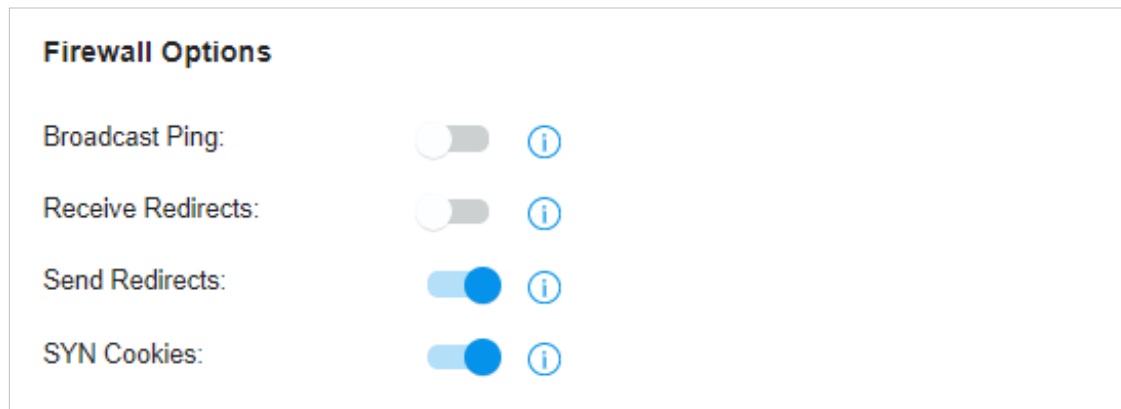 Firewall Options
Broadcast Ping:
Receive Redirects:
Send Redirects:
SYN Cookies: